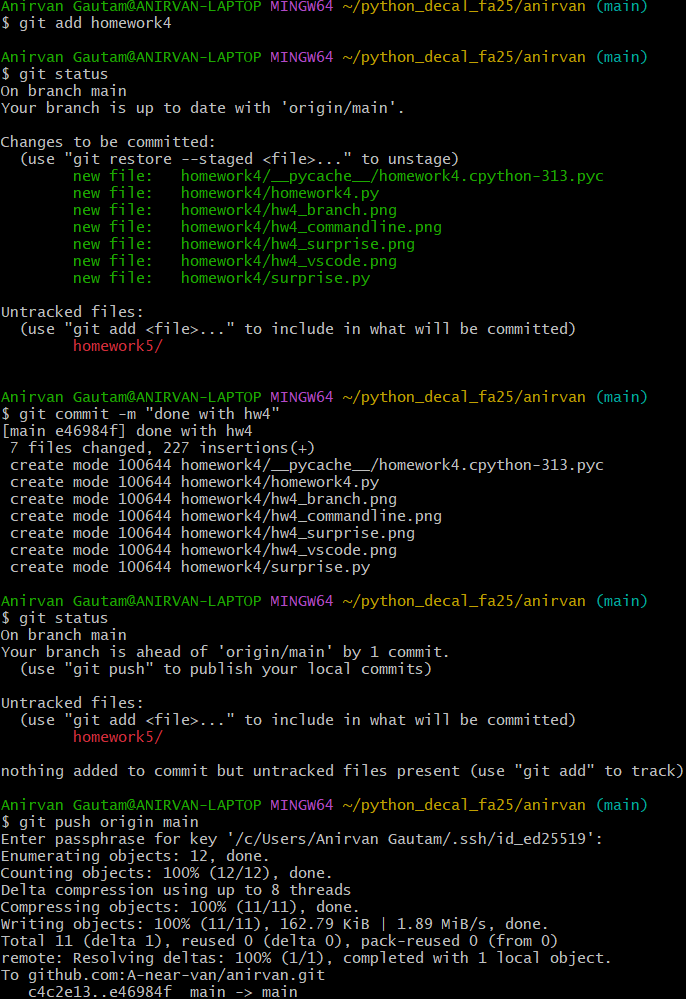 Anirvan Gautam@ANIRVAN-LAPTOP MINGW64 ~/python_decal_fa25/anirvan (main)
$ git add homework4
Anirvan Gautam@ANIRVAN-LAPTOP MINGW64 ~/python_decal_fa25/anirvan (main)
$ git status
On branch main
Your branch is up to date with 'origin/main'.
Changes to be committed:
  (use "git restore --staged <file>..." to unstage)
        new file:   homework4/__pycache__/homework4.cpython-313.pyc
        new file:   homework4/homework4.py
        new file:   homework4/hw4_branch.png
        new file:   homework4/hw4_commandline.png
        new file:   homework4/hw4_surprise.png
        new file:   homework4/hw4_vscode.png
        new file:   homework4/surprise.py
Untracked files:
  (use "git add <file>..." to include in what will be committed)
        homework5/
Anirvan Gautam@ANIRVAN-LAPTOP MINGW64 ~/python_decal_fa25/anirvan (main)
$ git commit -m "done with hw4"
[main e46984f] done with hw4
 7 files changed, 227 insertions(+)
 create mode 100644 homework4/__pycache__/homework4.cpython-313.pyc
 create mode 100644 homework4/homework4.py
 create mode 100644 homework4/hw4_branch.png
 create mode 100644 homework4/hw4_commandline.png
 create mode 100644 homework4/hw4_surprise.png
 create mode 100644 homework4/hw4_vscode.png
 create mode 100644 homework4/surprise.py
Anirvan Gautam@ANIRVAN-LAPTOP MINGW64 ~/python_decal_fa25/anirvan (main)
$ git status
On branch main
Your branch is ahead of 'origin/main' by 1 commit.
  (use "git push" to publish your local commits)
Untracked files:
  (use "git add <file>..." to include in what will be committed)
        homework5/
nothing added to commit but untracked files present (use "git add" to track)
Anirvan Gautam@ANIRVAN-LAPTOP MINGW64 ~/python_decal_fa25/anirvan (main)
$ git push origin main
Enter passphrase for key '/c/Users/Anirvan Gautam/.ssh/id_ed25519':
Enumerating objects: 12, done.
Counting objects: 100% (12/12), done.
Delta compression using up to 8 threads
Compressing objects: 100% (11/11), done.
Writing objects: 100% (11/11), 162.79 KiB | 1.89 MiB/s, done.
Total 11 (delta 1), reused 0 (delta 0), pack-reused 0 (from 0)
remote: Resolving deltas: 100% (1/1), completed with 1 local object.
To github.com:A-near-van/anirvan.git
   c4c2e13..e46984f  main -> main